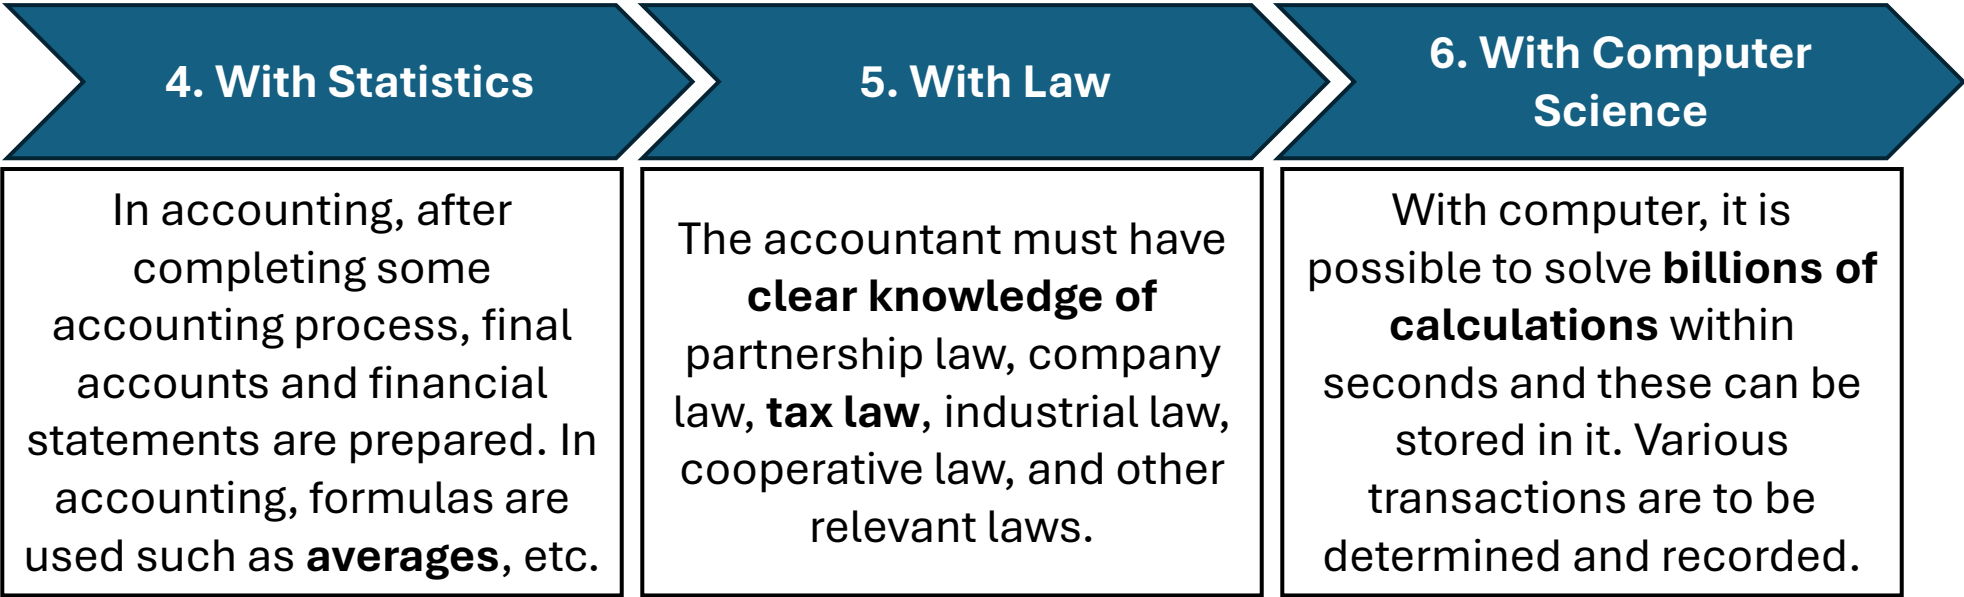 4. With Statistics
In accounting, after
completing some
accounting process, final
accounts and financial
statements are prepared. In
accounting, formulas are
used such as averages, etc.
5. With Law
The accountant must have
clear knowledge of
partnership law, company
law, tax law, industrial law,
cooperative law, and other
relevant laws.
6. With Computer
Science
With computer, it is
possible to solve billions of
calculations within
seconds and these can be
stored in it. Various
transactions are to be
determined and recorded.